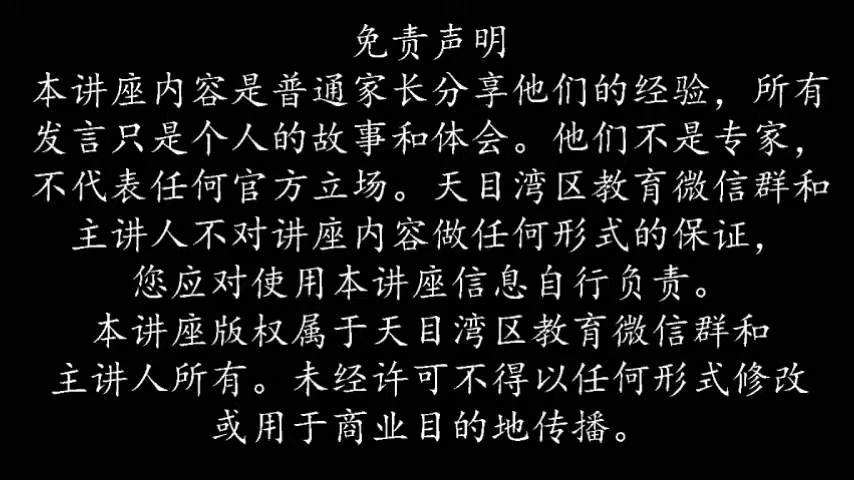 免责声明
本讲座内容是普通家长分享他们的经验，所有
发言只是个人的故事和体会。他们不是专家，
不代表任何官方立场。天目湾区教育微信群和
主讲人不对讲座内容做任何形式的保证，
您应对使用本讲座信息自行负责。
本讲座版权属于天目湾区教育微信群和
主讲人所有。未经许可不得以任何形式修改
或用于商业目的地传播。